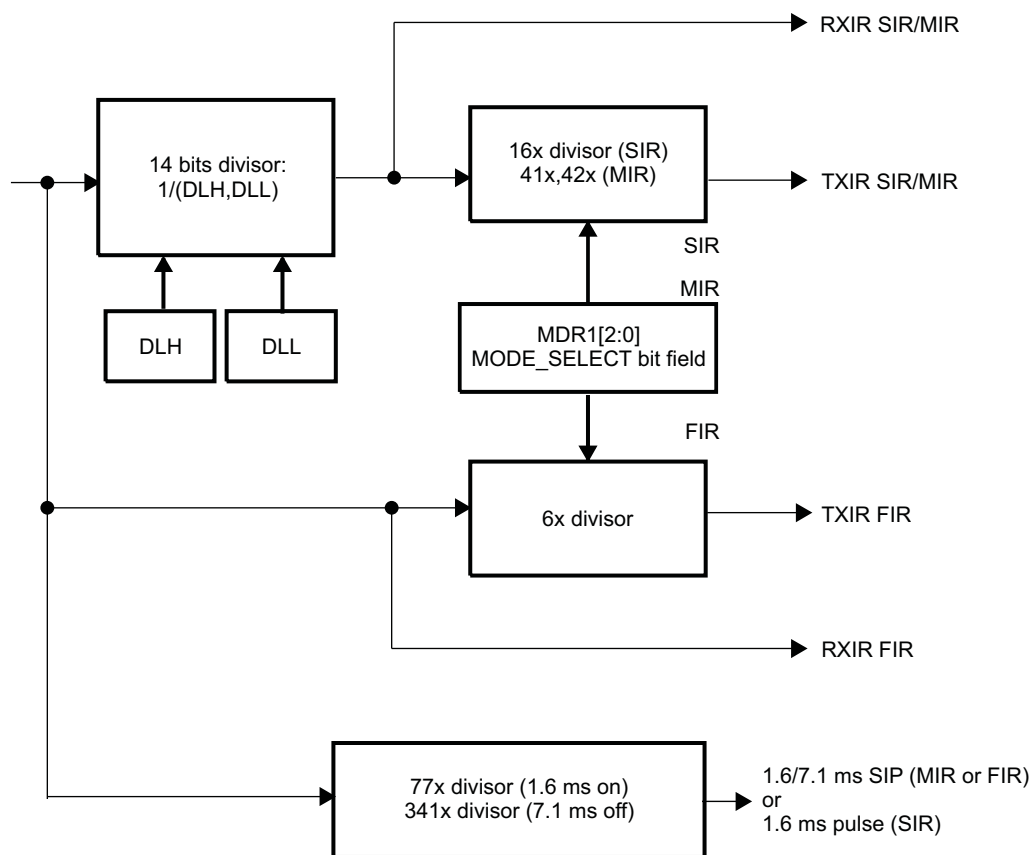 RXIR SIR/MIR
14 bits divisor:
1/(DLH,DLL)
16x divisor (SIR)
41x,42x (MIR)
TXIR SIR/MIR
SIR
MIR
DLH
DLL
MDR1[2:0]
MODE_SELECT bit field
FIR
6x divisor
TXIR FIR
RXIR FIR
77x divisor (1.6 ms on)
341x divisor (7.1 ms off)
1.6/7.1 ms SIP (MIR or FIR)
or
1.6 ms pulse (SIR)